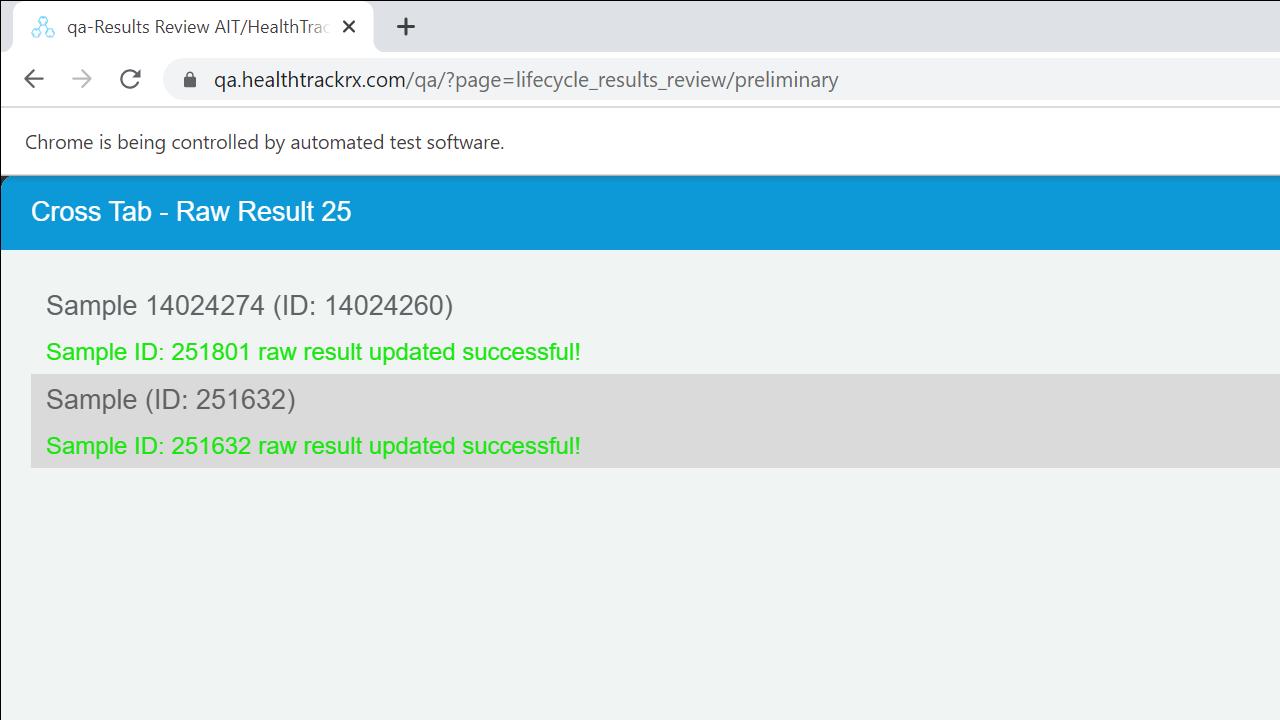 qa-Results Review AIT/HealthTrac
qa.healthtrackrx.com/qa/?page=lifecycle_results_review/preliminary
Chrome is being controlled by automated test software.
Cross Tab - Raw Result 25
Sample 14024274 (ID: 14024260)
Sample ID: 251801 raw result updated successful!
Sample (ID: 251632)
Sample ID: 251632 raw result updated successful!